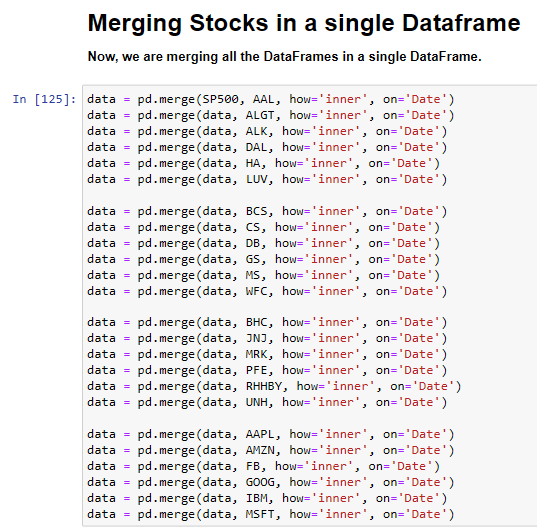 Merging Stocks in a single Dataframe
Now, we are merging all the DataFrames in a single DataFrame.
In [125]: data = pd.merge(SP500, AAL, how='inner', on='Date')
data = pd.merge(data, ALGT, how='inner', on='Date')
data = pd.merge(data, ALK, how='inner', on='Date')
data = pd.merge(data, DAL, how='inner', on='Date')
data = pd.merge(data, HA, how='inner', on='Date')
data = pd.merge(data, LUV, how='inner', on='Date')
data = pd.merge(data, BCS, how='inner', on='Date')
data = pd.merge(data, CS, how='inner', on='Date')
data = pd.merge(data, DB, how='inner', on='Date')
data = pd.merge(data, GS, how='inner', on='Date')
data = pd.merge(data, MS, how='inner', on='Date')
data = pd.merge(data, WFC, how='inner', on='Date')
data = pd.merge(data, BHC, how='inner', on='Date')
data = pd.merge(data, JNJ, how='inner', on='Date')
data = pd.merge(data, MRK, how='inner', on='Date')
data = pd.merge(data, PFE, how='inner', on='Date')
data = pd.merge(data, RHHBY, how='inner', on='Date')
data = pd.merge(data, UNH, how='inner', on='Date')
data = pd.merge(data, AAPL, how='inner', on='Date')
data = pd.merge(data, AMZN, how='inner', on='Date')
data = pd.merge(data, FB, how='inner', on='Date')
data = pd.merge(data, GOOG, how='inner', on='Date')
data = pd.merge(data, IBM, how='inner', on='Date')
data = pd.merge(data, MSFT, how='inner', on='Date')